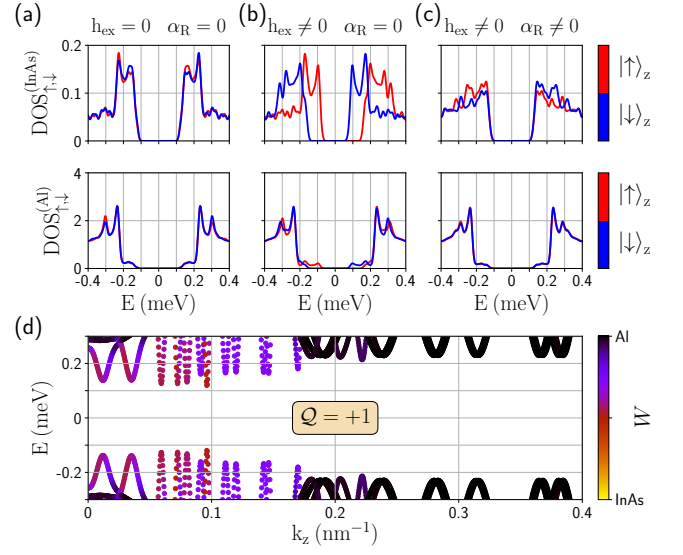 (a) h_ex = 0 α_R = 0 (b) h_ex ≠ 0 α_R = 0 (c) h_ex ≠ 0 α_R ≠ 0
DOS^(InAs)_↑,↓
0.2
0.1
0
|↑⟩_z
|↓⟩_z
DOS^(Al)_↑,↓
4
2
0
|↑⟩_z
|↓⟩_z
-0.4 -0.2 0 0.2 0.4 -0.4 -0.2 0 0.2 0.4 -0.4 -0.2 0 0.2 0.4
E (meV) E (meV) E (meV)
(d)
E (meV)
0.2
0
-0.2
Q = +1
Al
W
InAs
0 0.1 0.2 0.3 0.4
k_z (nm⁻¹)